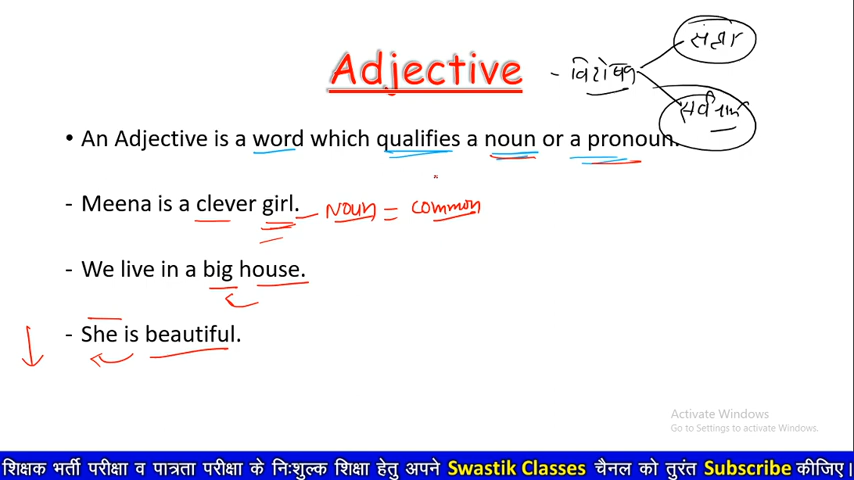 Adjective - विशेषण संज्ञा
सर्वनाम
• An Adjective is a word which qualifies a noun or a pronoun.
- Meena is a clever girl. - Noun = common
- We live in a big house.
- She is beautiful.
Activate Windows
Go to Settings to activate Windows.
शिक्षक भर्ती परीक्षा व पात्रता परीक्षा के निःशुल्क शिक्षा हेतु अपने Swastik Classes चैनल को तुरंत Subscribe कीजिए।